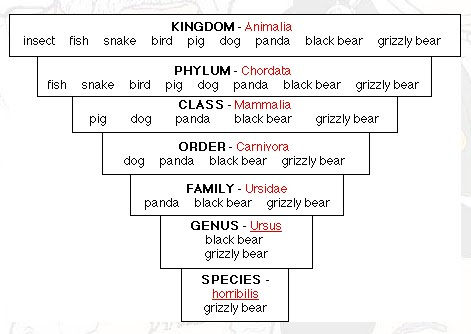 KINGDOM - Animalia
insect fish snake bird pig dog panda black bear grizzly bear
PHYLUM - Chordata
fish snake bird pig dog panda black bear grizzly bear
CLASS - Mammalia
pig dog panda black bear grizzly bear
ORDER - Carnivora
dog panda black bear grizzly bear
FAMILY - Ursidae
panda black bear grizzly bear
GENUS - Ursus
black bear
grizzly bear
SPECIES -
horribilis
grizzly bear